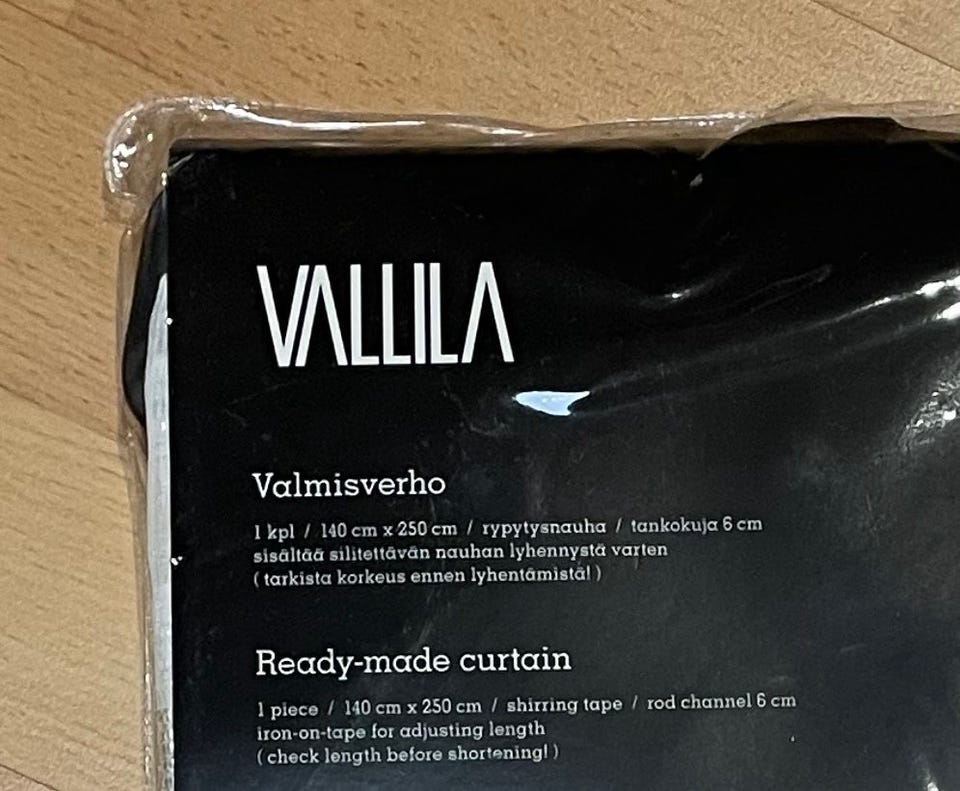 VALLILA
Valmisverho
1 kpl / 140 cm x 250 cm / rypytysnauha / tankokuja 6 cm
sisältää silitettävän nauhan lyhennystä varten
( tarkista korkeus ennen lyhentämistä! )
Ready-made curtain
1 piece / 140 cm x 250 cm / shirring tape / rod channel 6 cm
iron-on-tape for adjusting length
( check length before shortening! )